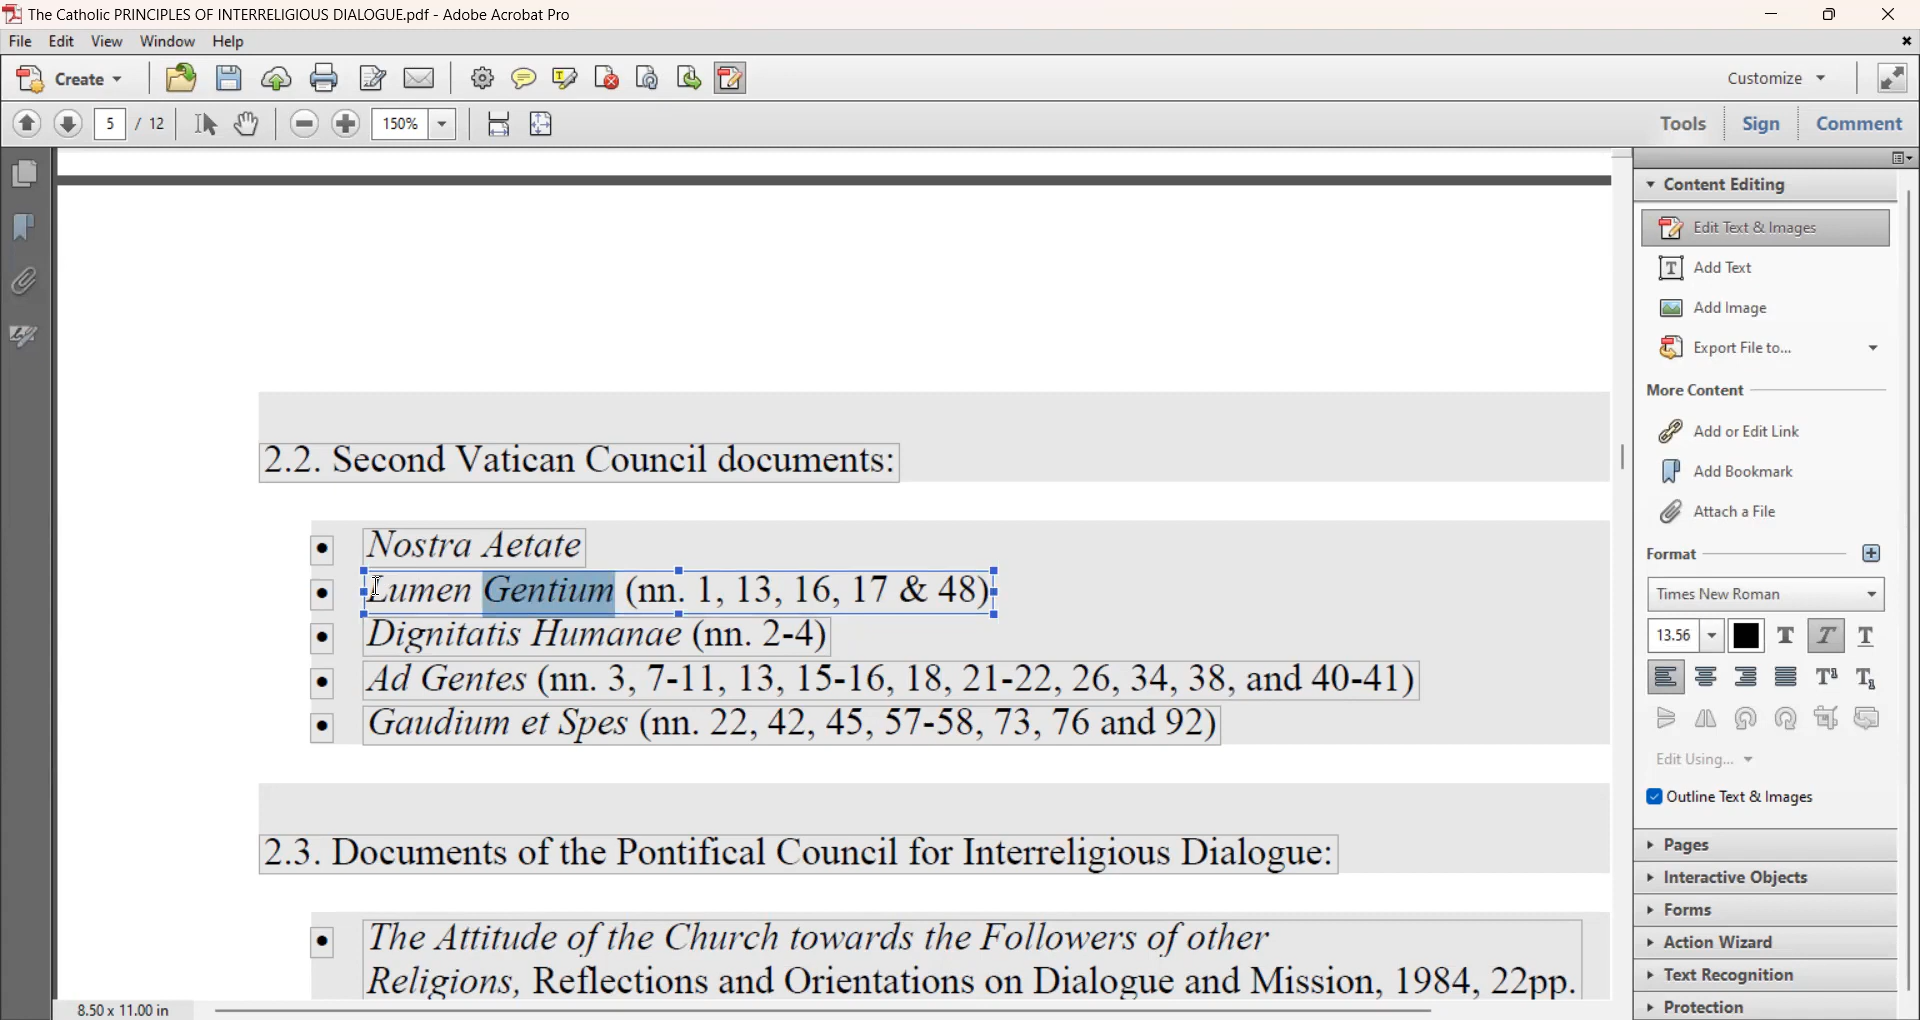 The Catholic PRINCIPLES OF INTERRELIGIOUS DIALOGUE.pdf - Adobe Acrobat Pro
File Edit View Window Help
Create Customize
5 / 12 150% Tools Sign Comment
Content Editing
Edit Text & Images
Add Text
Add Image
Export File to...
More Content
Add or Edit Link
Add Bookmark
Attach a File
Format
Times New Roman
13.56 T T T
Edit Using...
Outline Text & Images
Pages
Interactive Objects
Forms
Action Wizard
Text Recognition
Protection
2.2. Second Vatican Council documents:
• Nostra Aetate
• Lumen Gentium (nn. 1, 13, 16, 17 & 48)
• Dignitatis Humanae (nn. 2-4)
• Ad Gentes (nn. 3, 7-11, 13, 15-16, 18, 21-22, 26, 34, 38, and 40-41)
• Gaudium et Spes (nn. 22, 42, 45, 57-58, 73, 76 and 92)
2.3. Documents of the Pontifical Council for Interreligious Dialogue:
• The Attitude of the Church towards the Followers of other
Religions, Reflections and Orientations on Dialogue and Mission, 1984, 22pp.
8.50 x 11.00 in